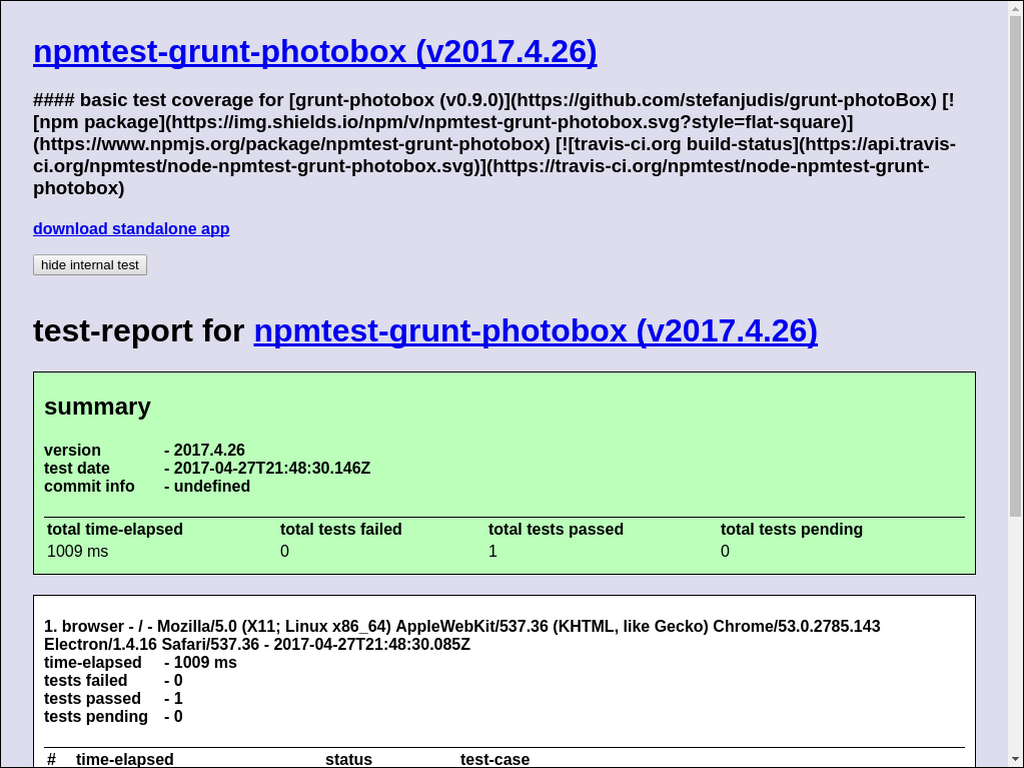 npmtest-grunt-photobox (v2017.4.26)
#### basic test coverage for [grunt-photobox (v0.9.0)](https://github.com/stefanjudis/grunt-photoBox) [!
[npm package](https://img.shields.io/npm/v/npmtest-grunt-photobox.svg?style=flat-square)]
(https://www.npmjs.org/package/npmtest-grunt-photobox) [![travis-ci.org build-status](https://api.travis-
ci.org/npmtest/node-npmtest-grunt-photobox.svg)](https://travis-ci.org/npmtest/node-npmtest-grunt-
photobox)
download standalone app
hide internal test
test-report for npmtest-grunt-photobox (v2017.4.26)
summary
version - 2017.4.26
test date - 2017-04-27T21:48:30.146Z
commit info - undefined
total time-elapsed total tests failed total tests passed total tests pending
1009 ms 0 1 0
1. browser - / - Mozilla/5.0 (X11; Linux x86_64) AppleWebKit/537.36 (KHTML, like Gecko) Chrome/53.0.2785.143
Electron/1.4.16 Safari/537.36 - 2017-04-27T21:48:30.085Z
time-elapsed - 1009 ms
tests failed - 0
tests passed - 1
tests pending - 0
# time-elapsed status test-case